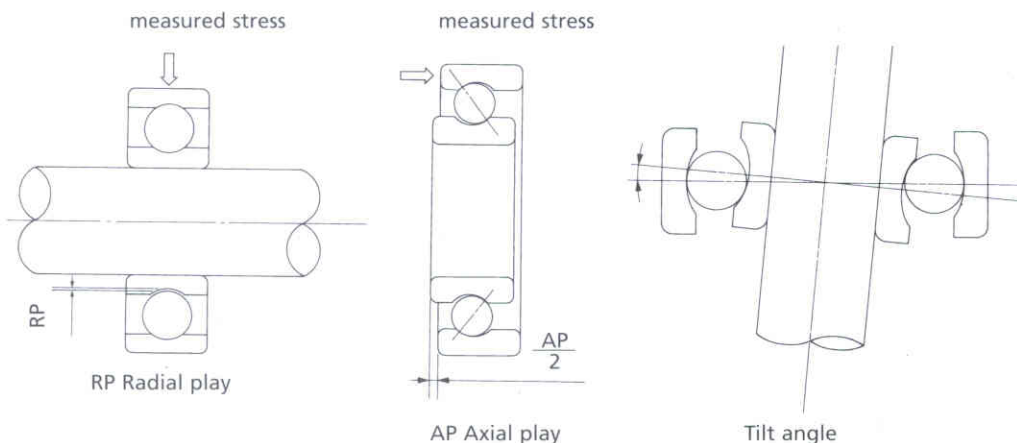 measured stress
measured stress
RP
RP Radial play
AP
2
AP Axial play
Tilt angle